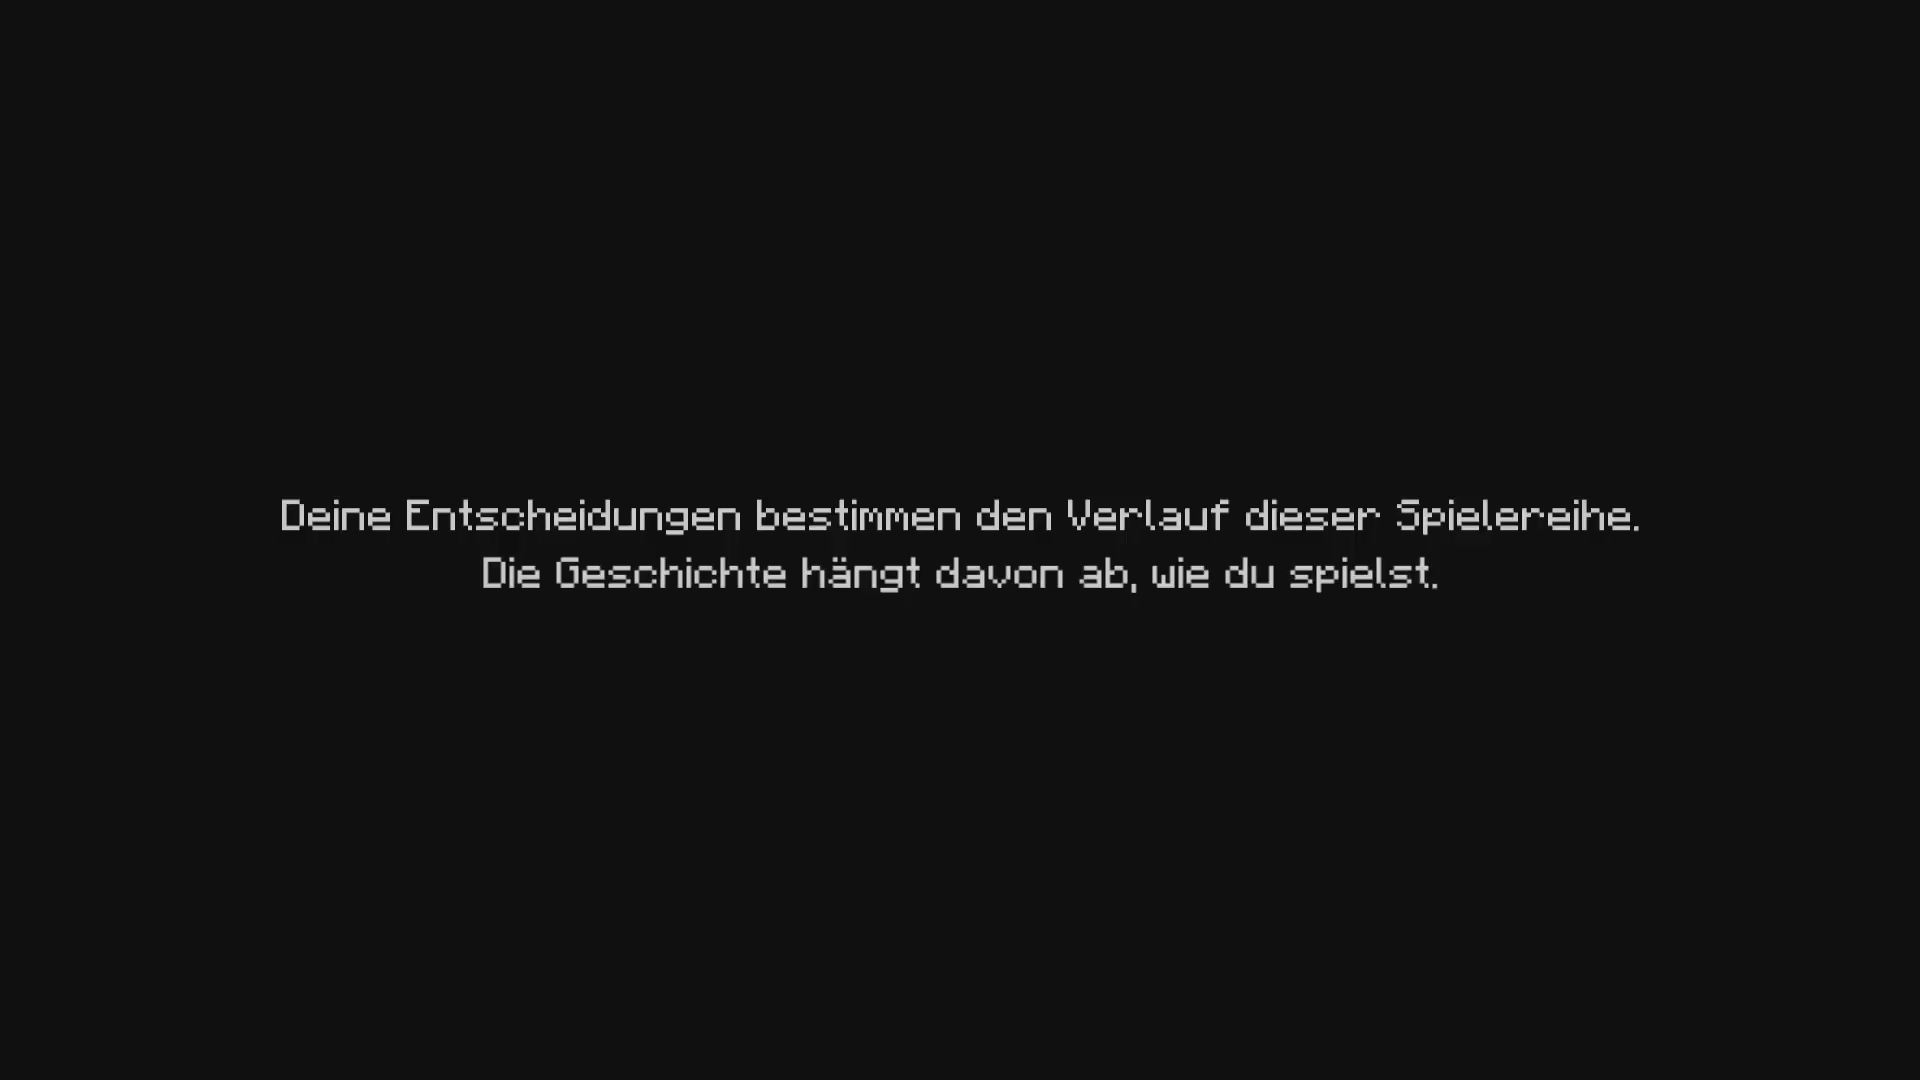 Deine Entscheidungen bestimmen den Verlauf dieser Spielereihe.
Die Geschichte hängt davon ab, wie du spielst.